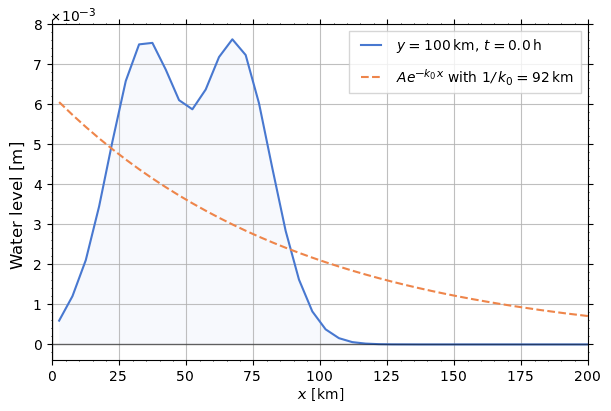 ×10⁻³
8
7
6
5
4
3
2
1
0
Water level [m]
y = 100 km, t = 0.0 h
Ae^{−k₀x} with 1/k₀ = 92 km
0 25 50 75 100 125 150 175 200
x [km]